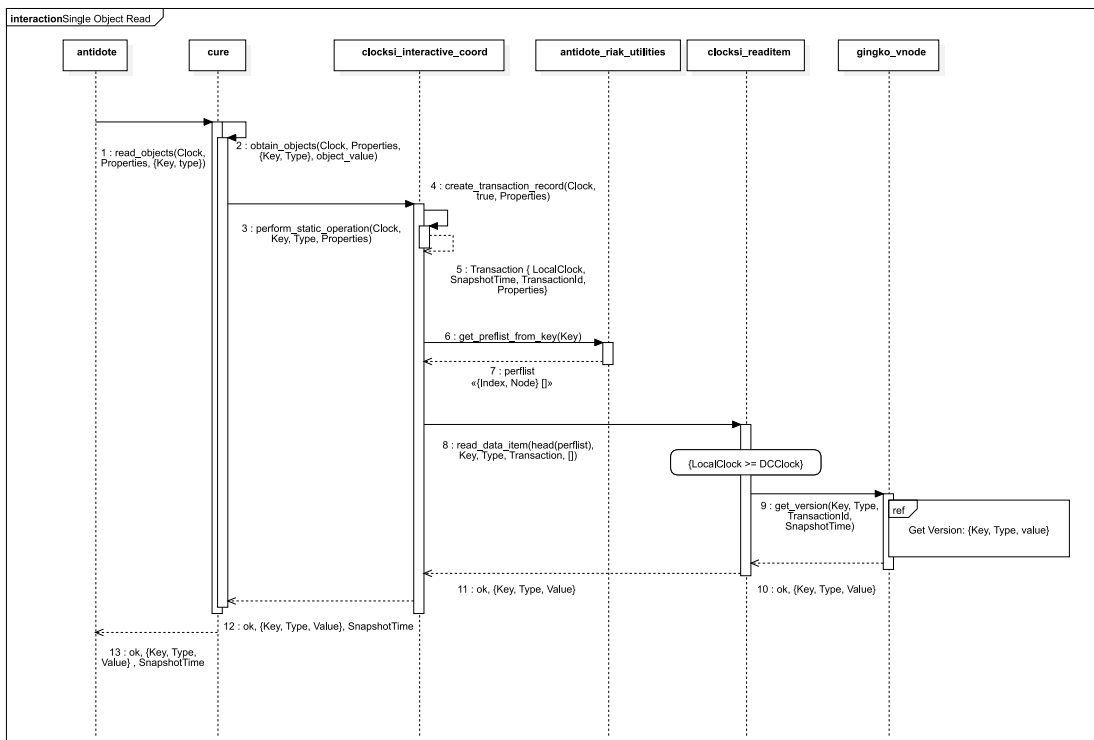 interactionSingle Object Read
antidote
cure
clocksi_interactive_coord
antidote_riak_utilities
clocksi_readitem
gingko_vnode
1 : read_objects(Clock,
Properties, {Key, type})
2 : obtain_objects(Clock, Properties,
{Key, Type}, object_value)
3 : perform_static_operation(Clock,
Key, Type, Properties)
4 : create_transaction_record(Clock,
true, Properties)
5 : Transaction { LocalClock,
SnapshotTime, TransactionId,
Properties}
6 : get_preflist_from_key(Key)
7 : perflist
«{Index, Node} []»
8 : read_data_item(head(perflist),
Key, Type, Transaction, [])
{LocalClock >= DCClock}
9 : get_version(Key, Type,
TransactionId,
SnapshotTime)
ref
Get Version: {Key, Type, value}
10 : ok, {Key, Type, Value}
11 : ok, {Key, Type, Value}
12 : ok, {Key, Type, Value}, SnapshotTime
13 : ok, {Key, Type,
Value} , SnapshotTime